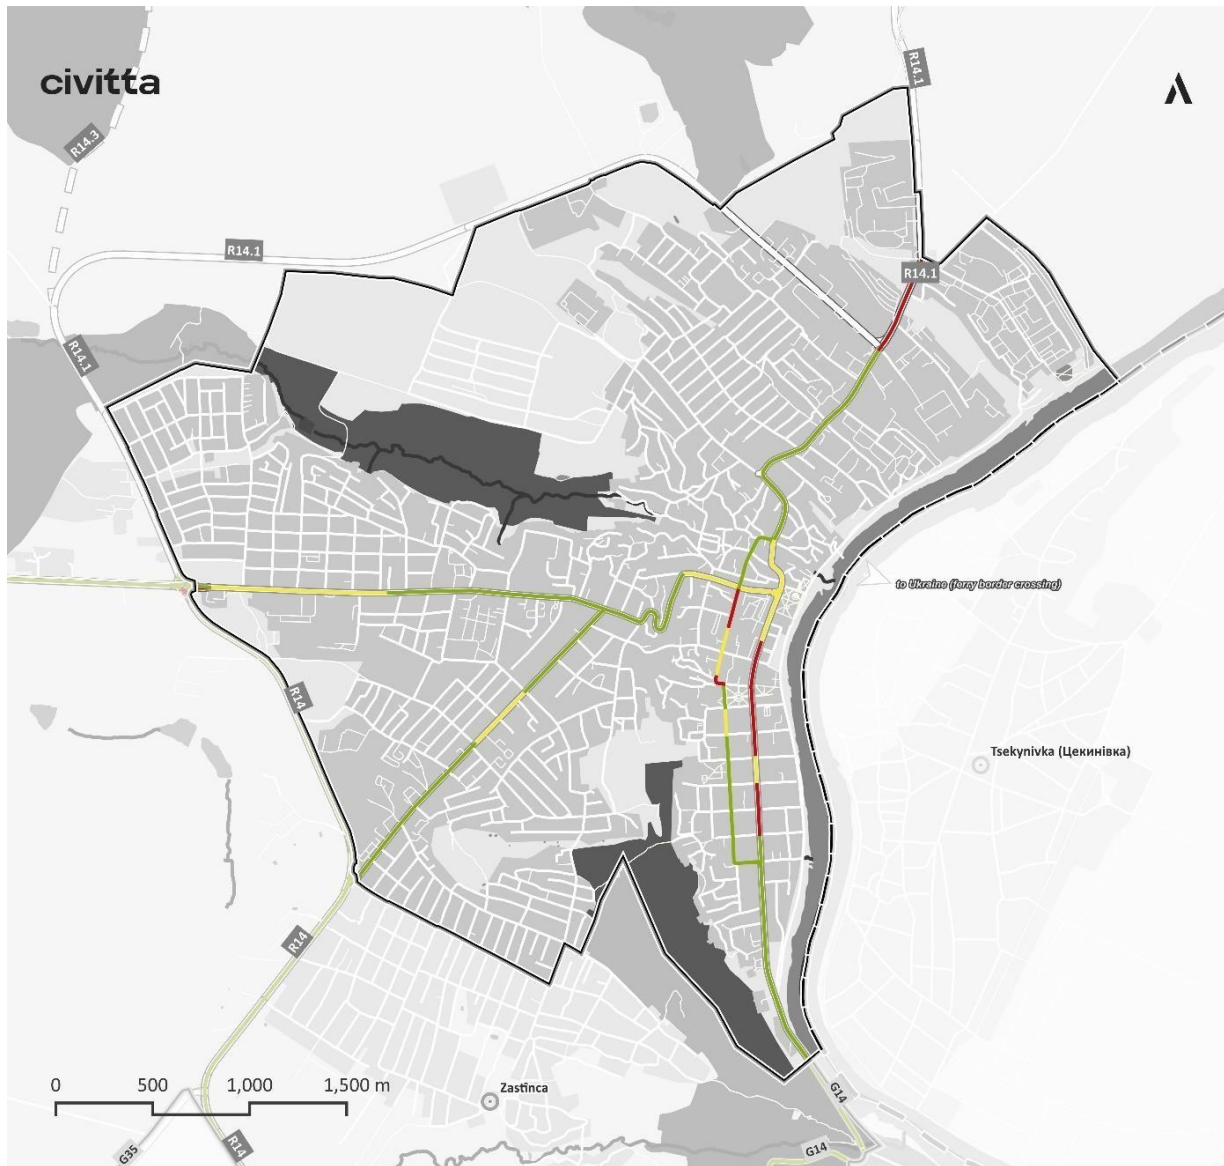 R14.1
civitta
R14.3
R14.1
R14.1
R14.1
to Ukraine (ferry border crossing)
R14
Tsekynivka (Цекинівка)
R14
0 500 1,000 1,500 m
Zastînca
G14
G35
R14
G14